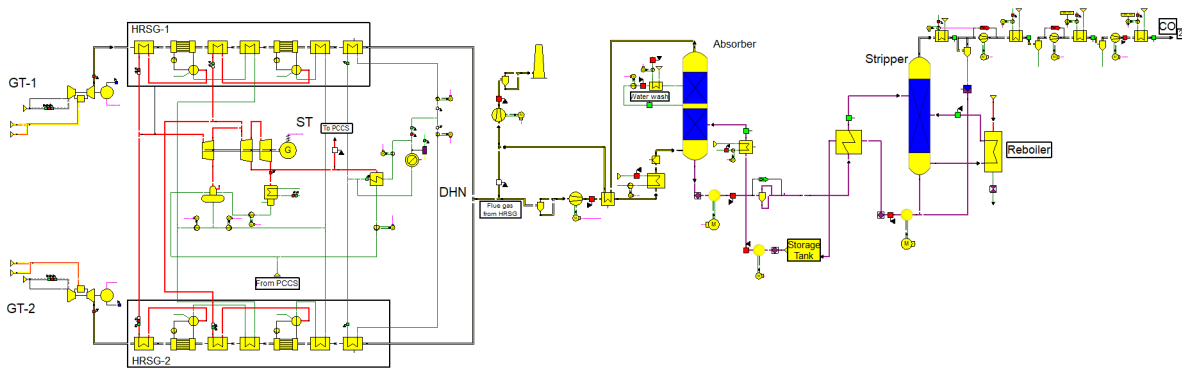 HRSG-1
GT-1
ST
G
To PCCS
DHN
Flue gas
from HRSG
From PCCS
GT-2
HRSG-2
Water wash
Absorber
M
Storage
Tank
Stripper
M
Reboiler
CO
2